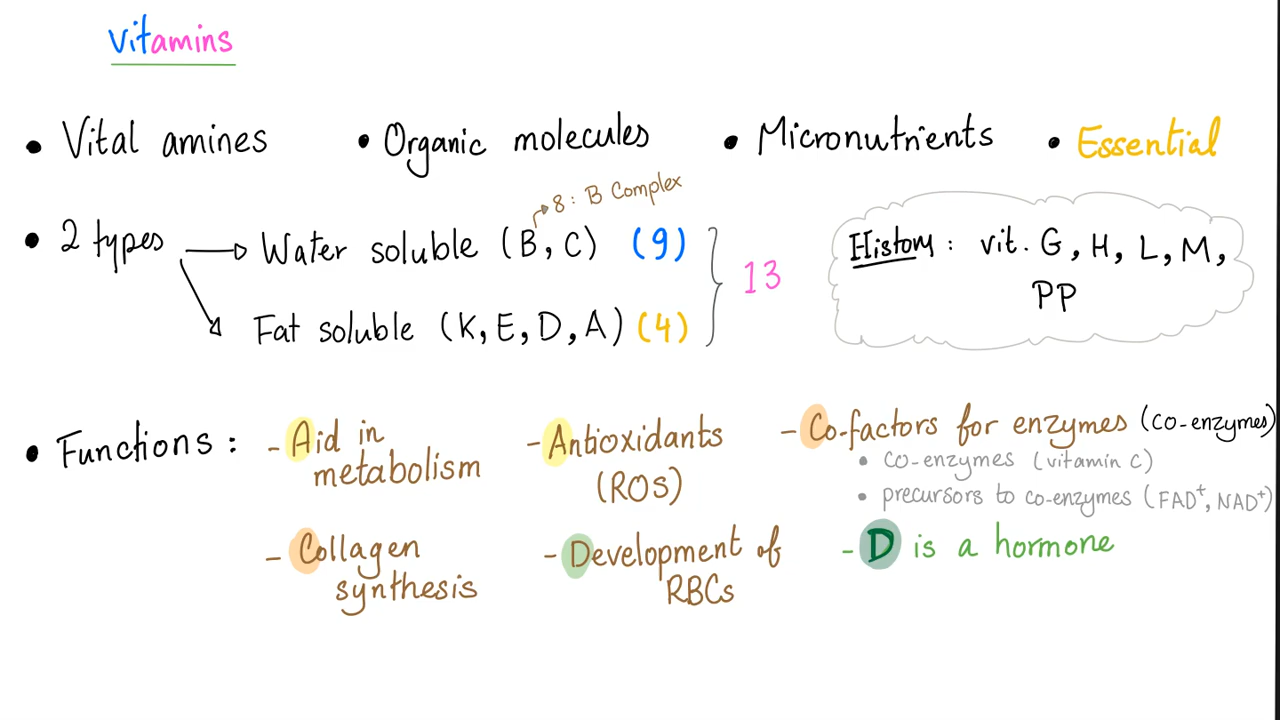 Vitamins
• Vital amines • Organic molecules • Micronutrients • Essential
8: B Complex
• 2 types → Water soluble (B, C) (9)
Fat soluble (K, E, D, A) (4)
13
History: vit. G, H, L, M,
PP
• Functions: - Aid in
metabolism
- Antioxidants
(ROS)
- Co-factors for enzymes (co-enzymes)
• co-enzymes (vitamin c)
• precursors to co-enzymes (FAD⁺, NAD⁺)
- Collagen
synthesis
- Development of
RBCs
- D is a hormone